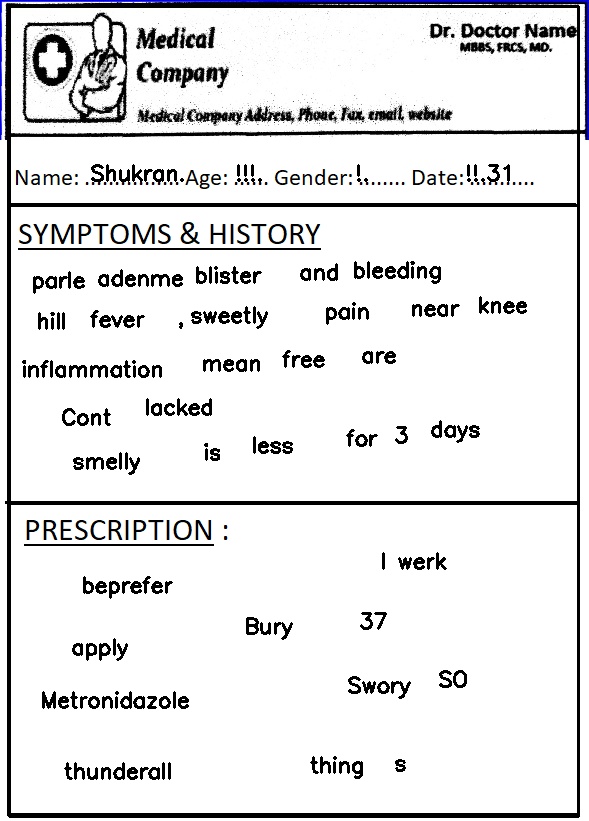 Medical
Company
Dr. Doctor Name
MBBS, FRCS, MD.
Medical Company Address, Phone, Fax, email, website
Name: ..Shukran..Age: !!!.. Gender:!........ Date:!!.31....
SYMPTOMS & HISTORY
parle adenme blister and bleeding
hill fever , sweetly pain near knee
inflammation mean free are
Cont lacked
smelly is less for 3 days
PRESCRIPTION :
I werk
beprefer
Bury 37
apply
Swory SO
Metronidazole
thunderall thing s